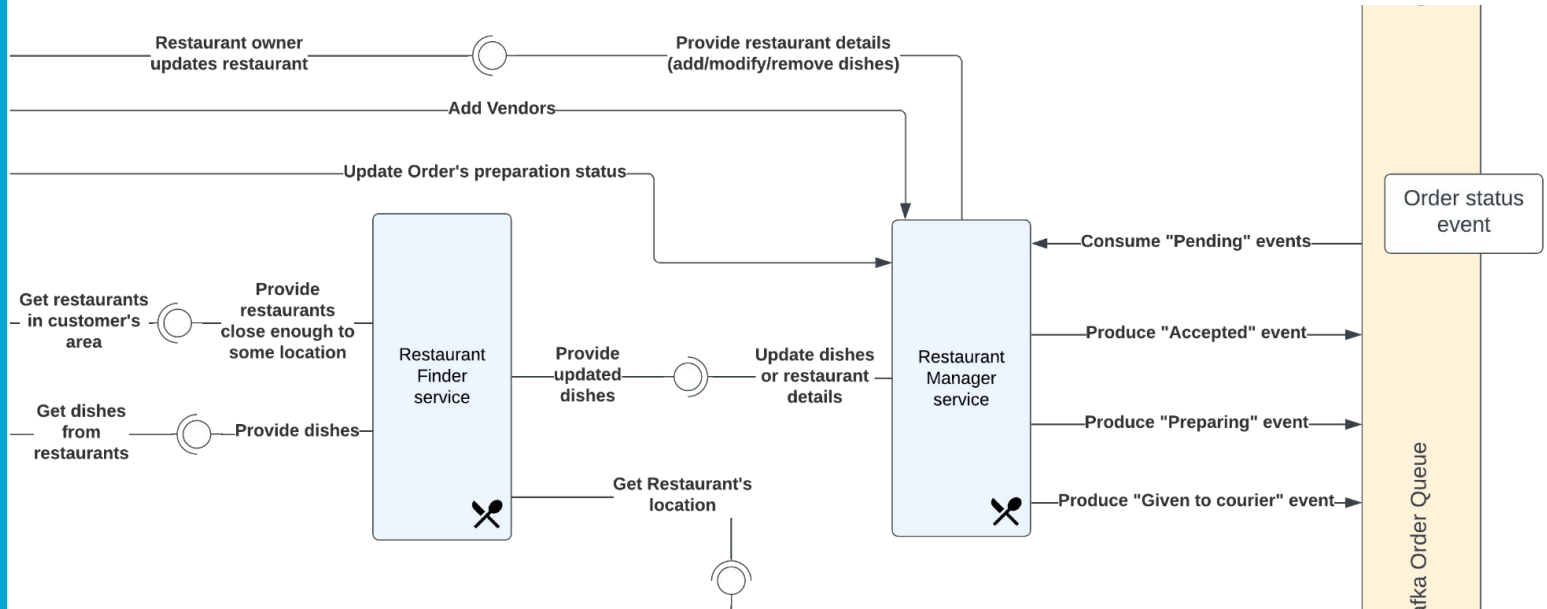 Restaurant owner
updates restaurant
Provide restaurant details
(add/modify/remove dishes)
Add Vendors
Update Order's preparation status
Order status
event
Consume "Pending" events
Get restaurants
in customer's
area
Provide
restaurants
close enough to
some location
Restaurant
Finder
service
Provide
updated
dishes
Update dishes
or restaurant
details
Restaurant
Manager
service
Produce "Accepted" event
Get dishes
from
restaurants
Provide dishes
Produce "Preparing" event
Get Restaurant's
location
Produce "Given to courier" event
Order Queue